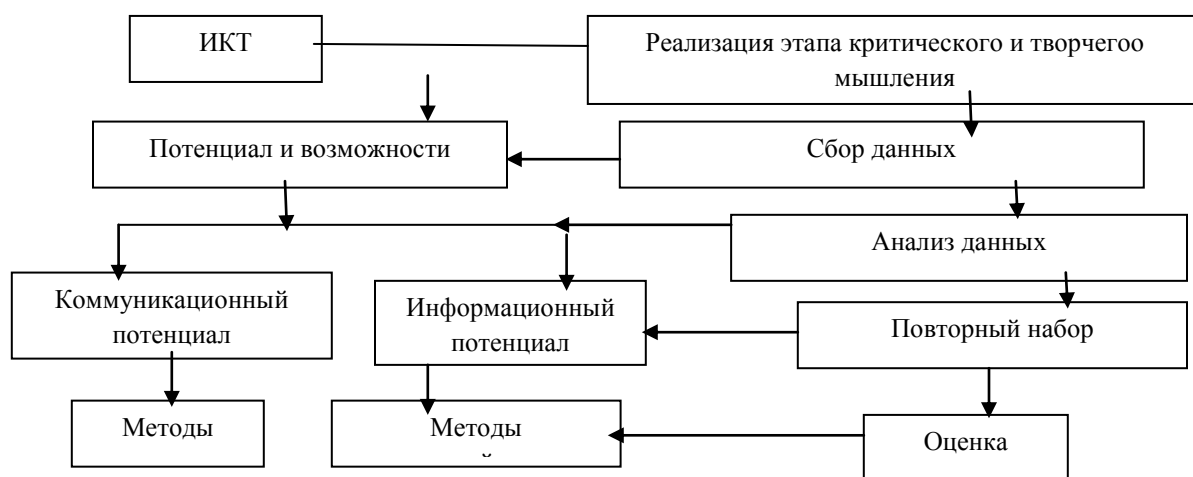 ИКТ
Реализация этапа критического и творчегоо
мышления
Потенциал и возможности
Сбор данных
Анализ данных
Коммуникационный
потенциал
Информационный
потенциал
Повторный набор
Методы
Методы
Оценка